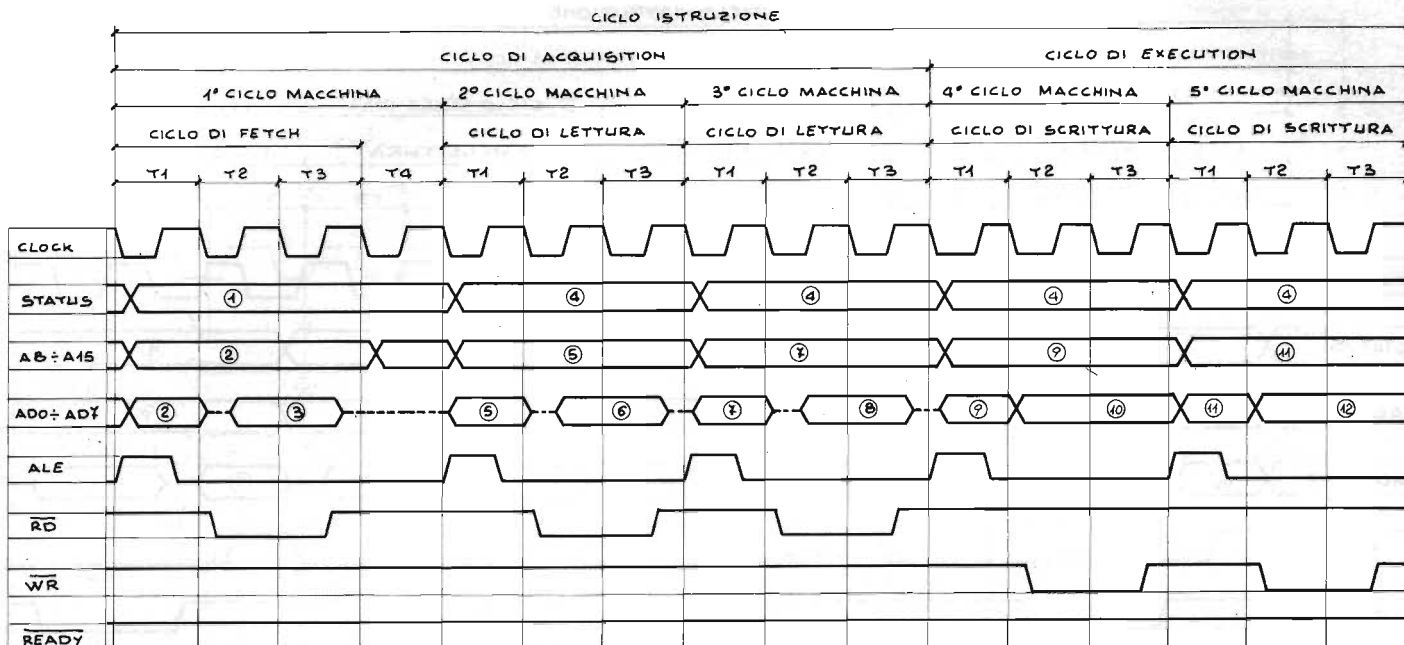 CICLO ISTRUZIONE
CICLO DI ACQUISITION CICLO DI EXECUTION
1° CICLO MACCHINA 2° CICLO MACCHINA 3° CICLO MACCHINA 4° CICLO MACCHINA 5° CICLO MACCHINA
CICLO DI FETCH CICLO DI LETTURA CICLO DI LETTURA CICLO DI SCRITTURA CICLO DI SCRITTURA
T1 T2 T3 T4 T1 T2 T3 T1 T2 T3 T1 T2 T3 T1 T2 T3
CLOCK
STATUS 1 4 4 4 4
A8÷A15 2 5 7 9 11
AD0÷AD7 2 3 5 6 7 8 9 10 11 12
ALE
RD
WR
READY